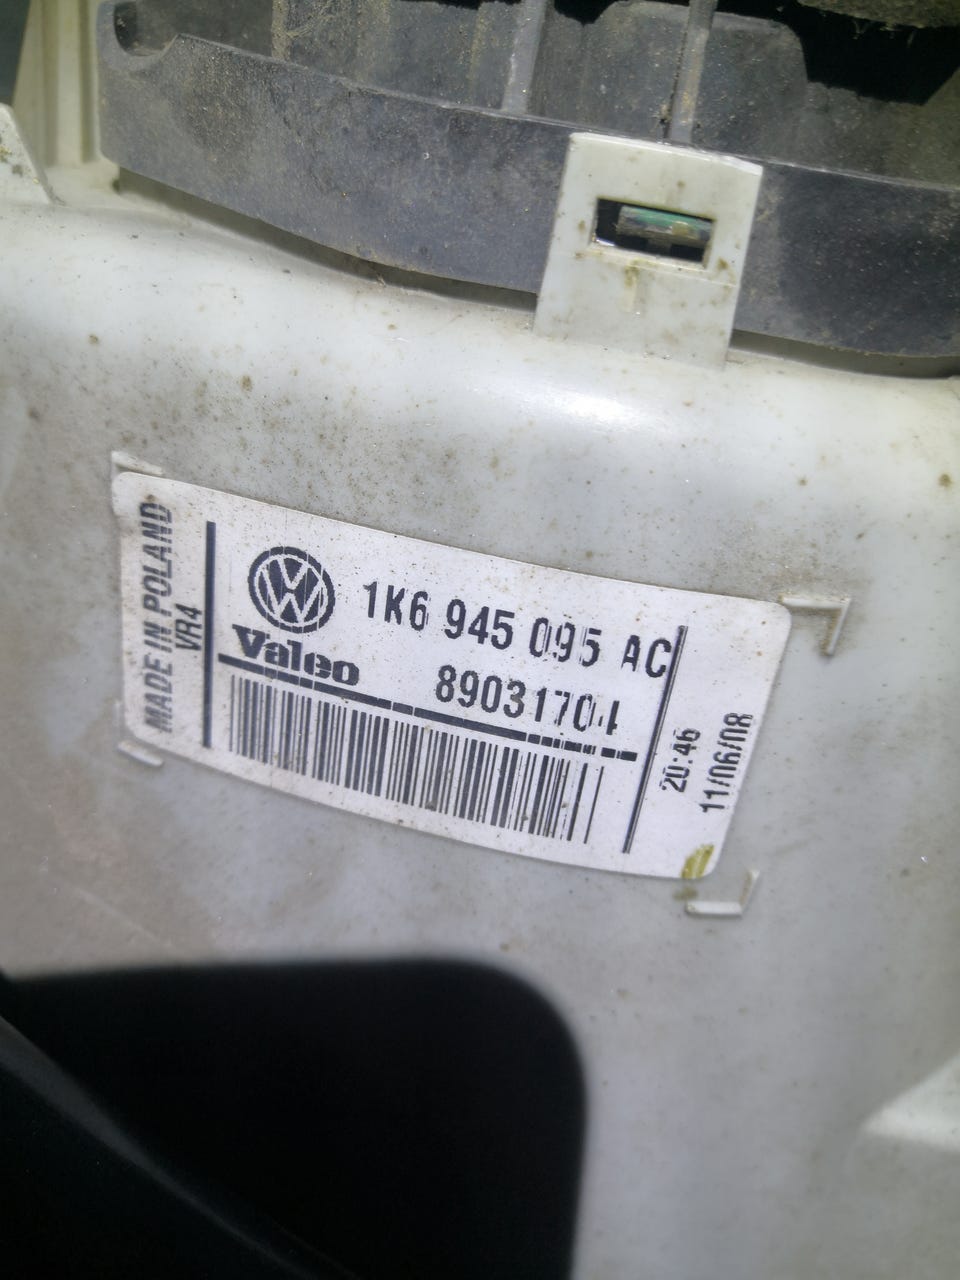 MADE IN POLAND
VR4
1K6 945 095 AC
Valeo
89031704
20:46
11/06/08